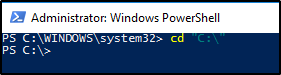 Administrator: Windows PowerShell
PS C:\WINDOWS\system32> cd "C:\"
PS C:\>